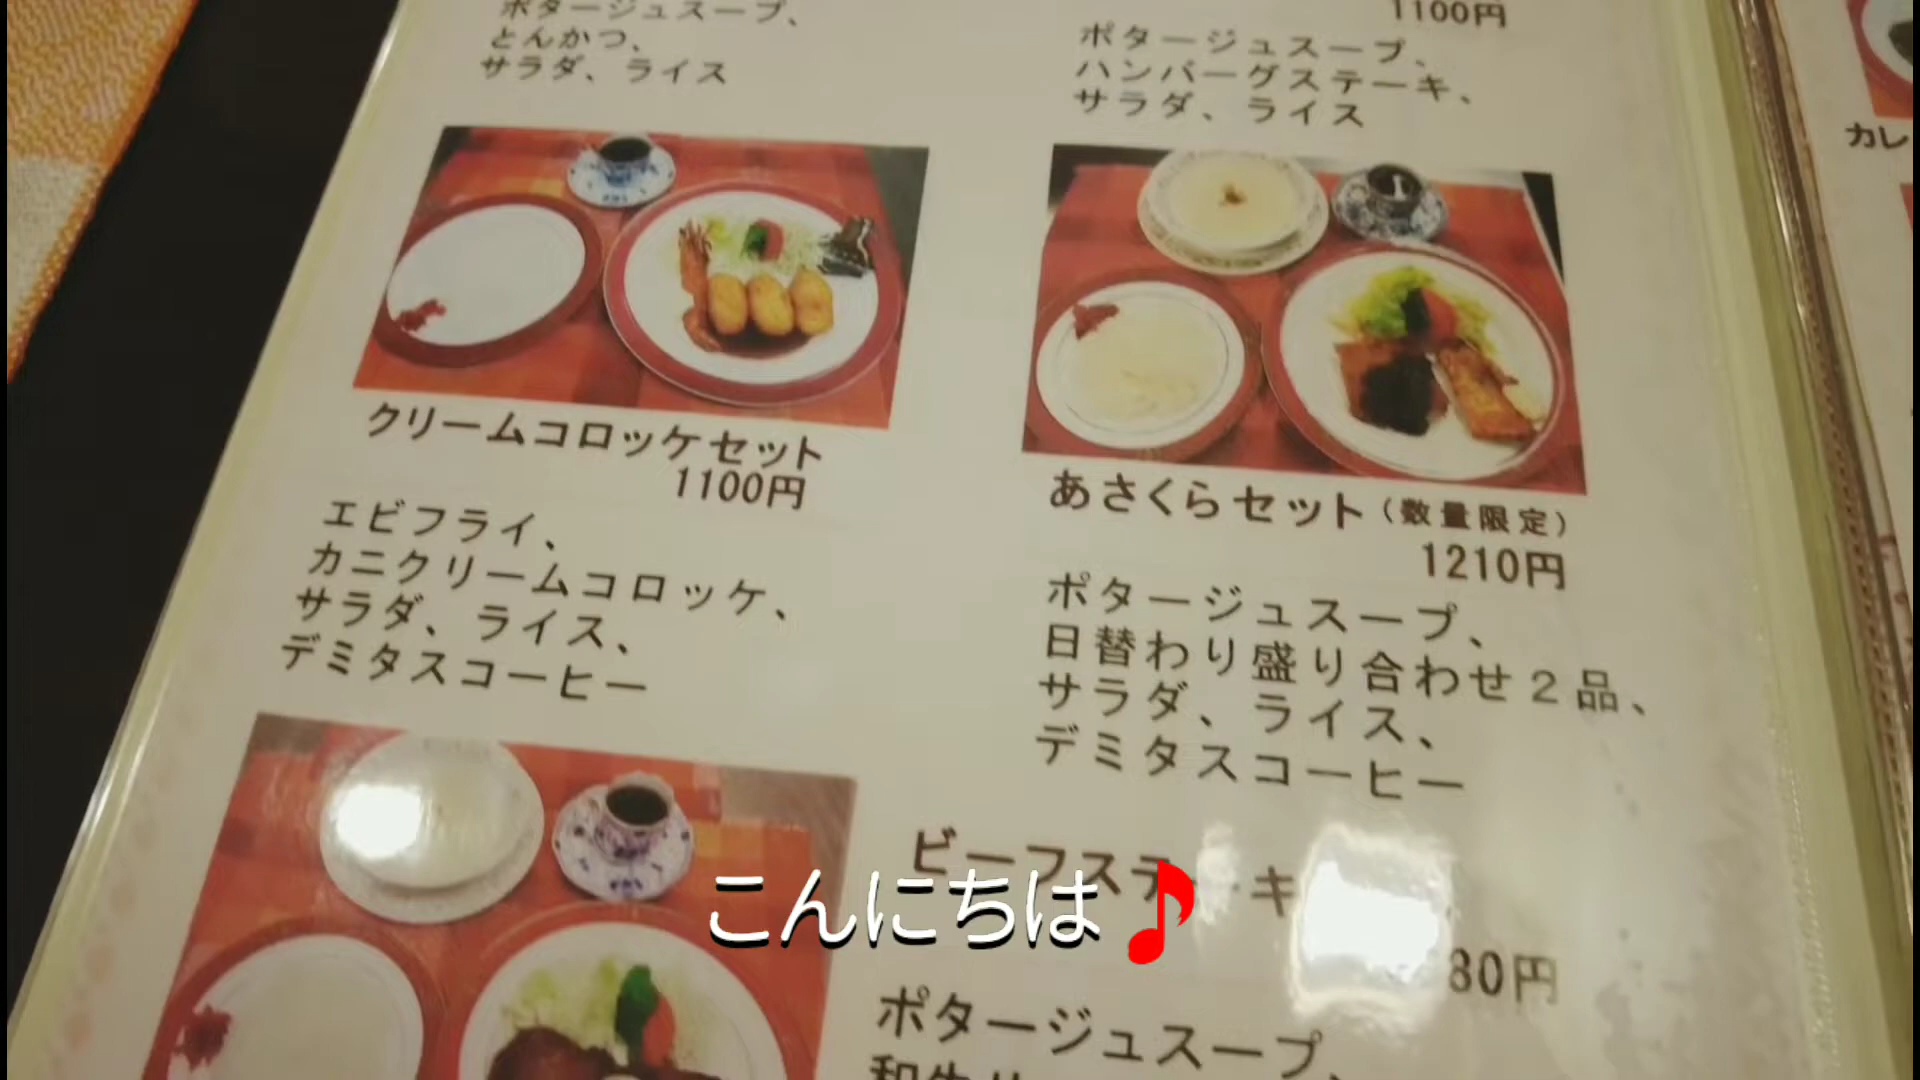 ポタージュスープ、
とんかつ、
サラダ、ライス
1100円
ポタージュスープ、
ハンバーグステーキ、
サラダ、ライス
クリームコロッケセット
1100円
エビフライ、
カニクリームコロッケ、
サラダ、ライス、
デミタスコーヒー
あさくらセット(数量限定)
1210円
ポタージュスープ、
日替わり盛り合わせ2品、
サラダ、ライス、
デミタスコーヒー
ビーフステーキ
80円
ポタージュスープ、
和牛サ
カレ
こんにちは♪